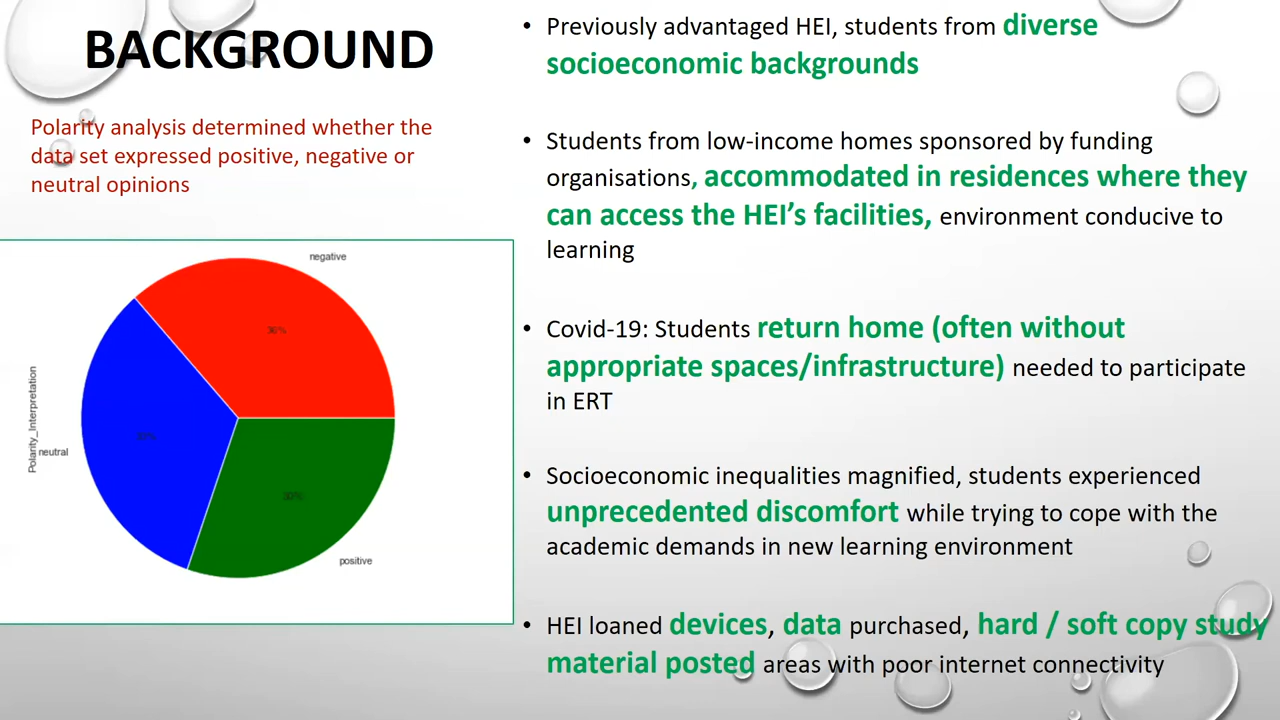 BACKGROUND
Polarity analysis determined whether the
data set expressed positive, negative or
neutral opinions
negative
Polarity_Interpretation
neutral
positive
• Previously advantaged HEI, students from diverse
socioeconomic backgrounds
• Students from low-income homes sponsored by funding
organisations, accommodated in residences where they
can access the HEI's facilities, environment conducive to
learning
• Covid-19: Students return home (often without
appropriate spaces/infrastructure) needed to participate
in ERT
• Socioeconomic inequalities magnified, students experienced
unprecedented discomfort while trying to cope with the
academic demands in new learning environment
• HEI loaned devices, data purchased, hard / soft copy study
material posted areas with poor internet connectivity